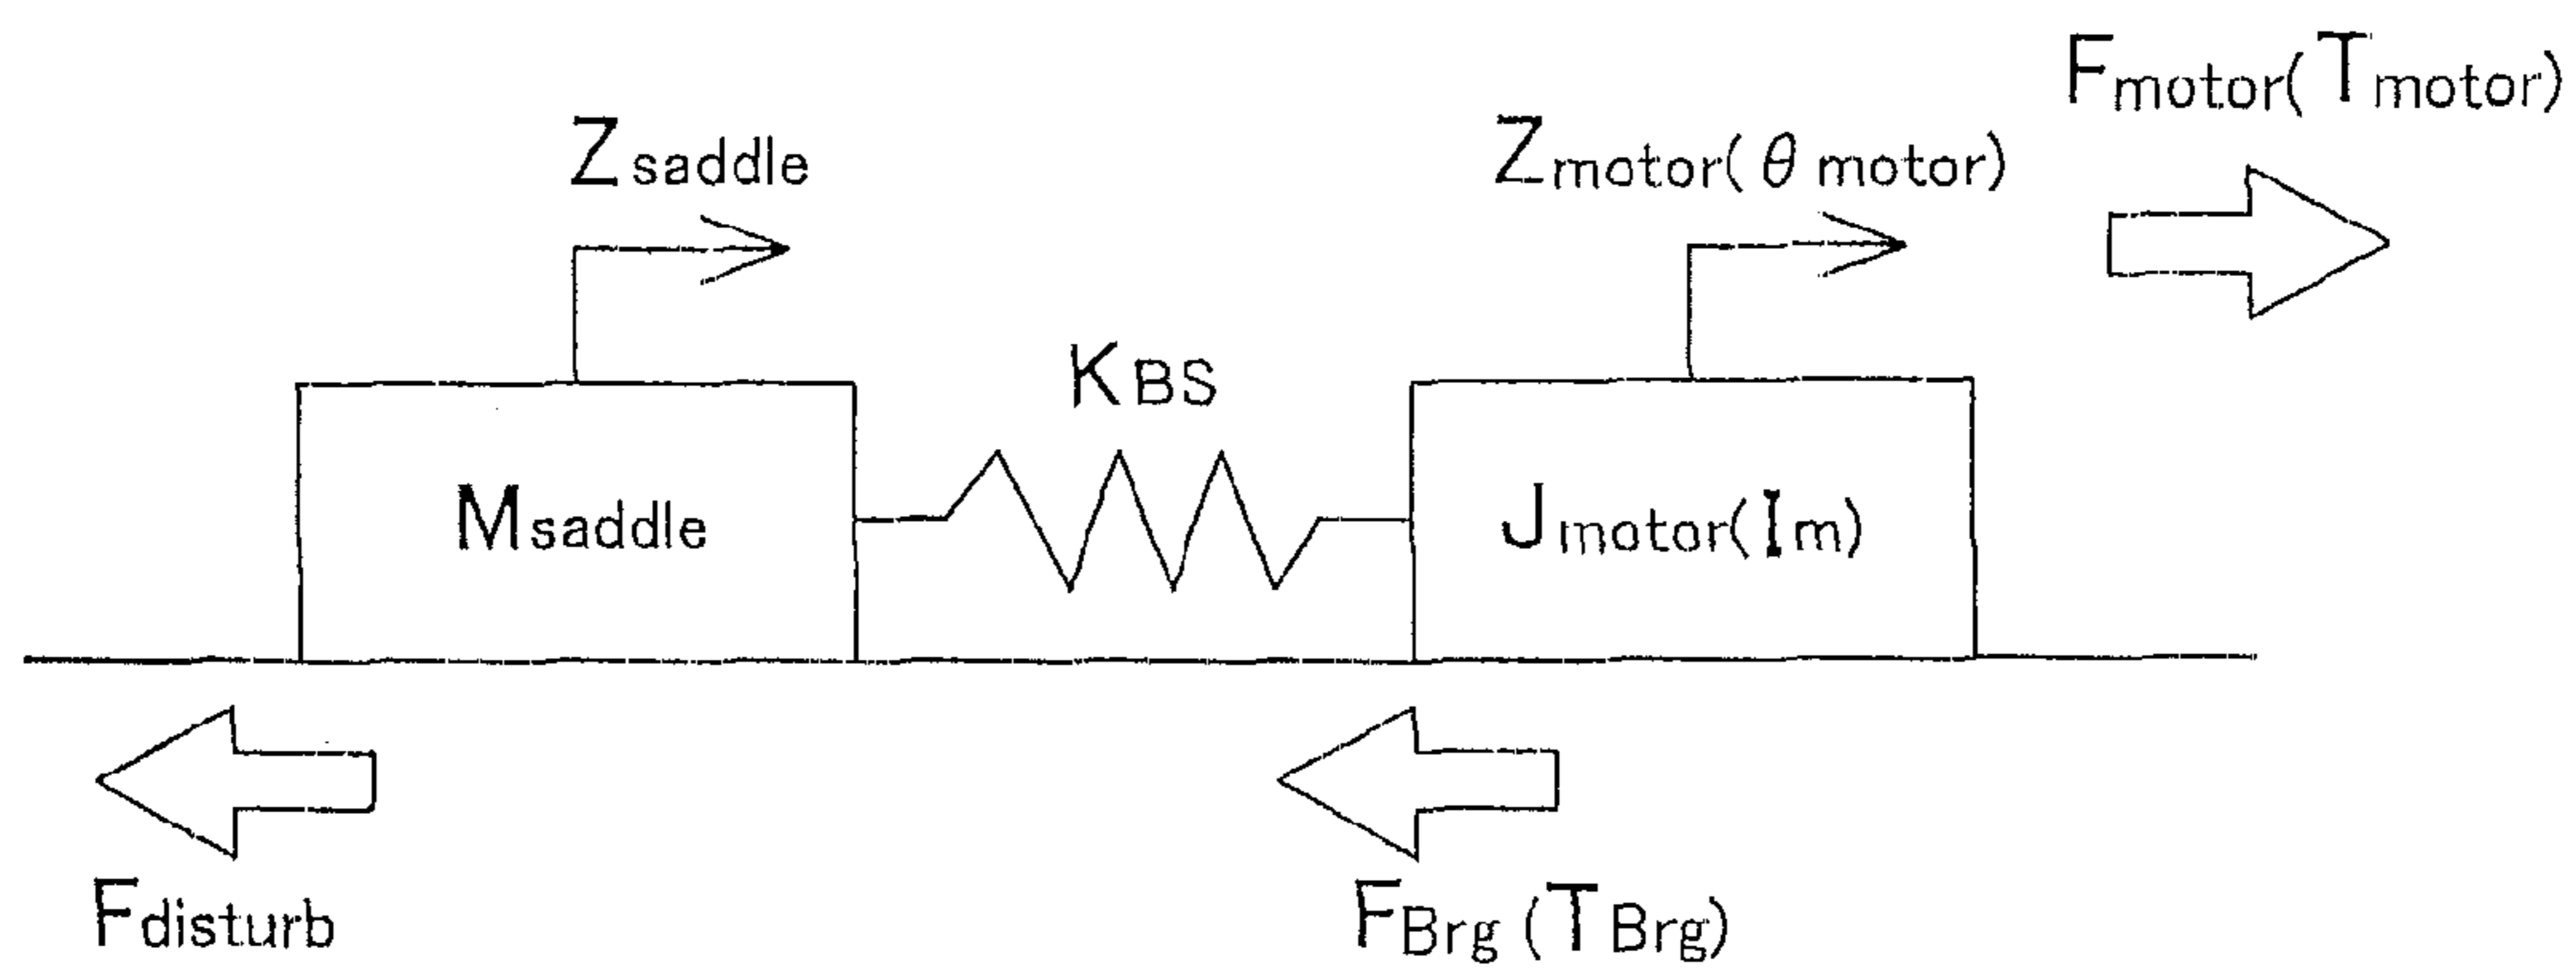 Fmotor(Tmotor)
Zsaddle
Zmotor(θmotor)
KBS
Msaddle
Jmotor(Im)
Fdisturb
FBrg (TBrg)